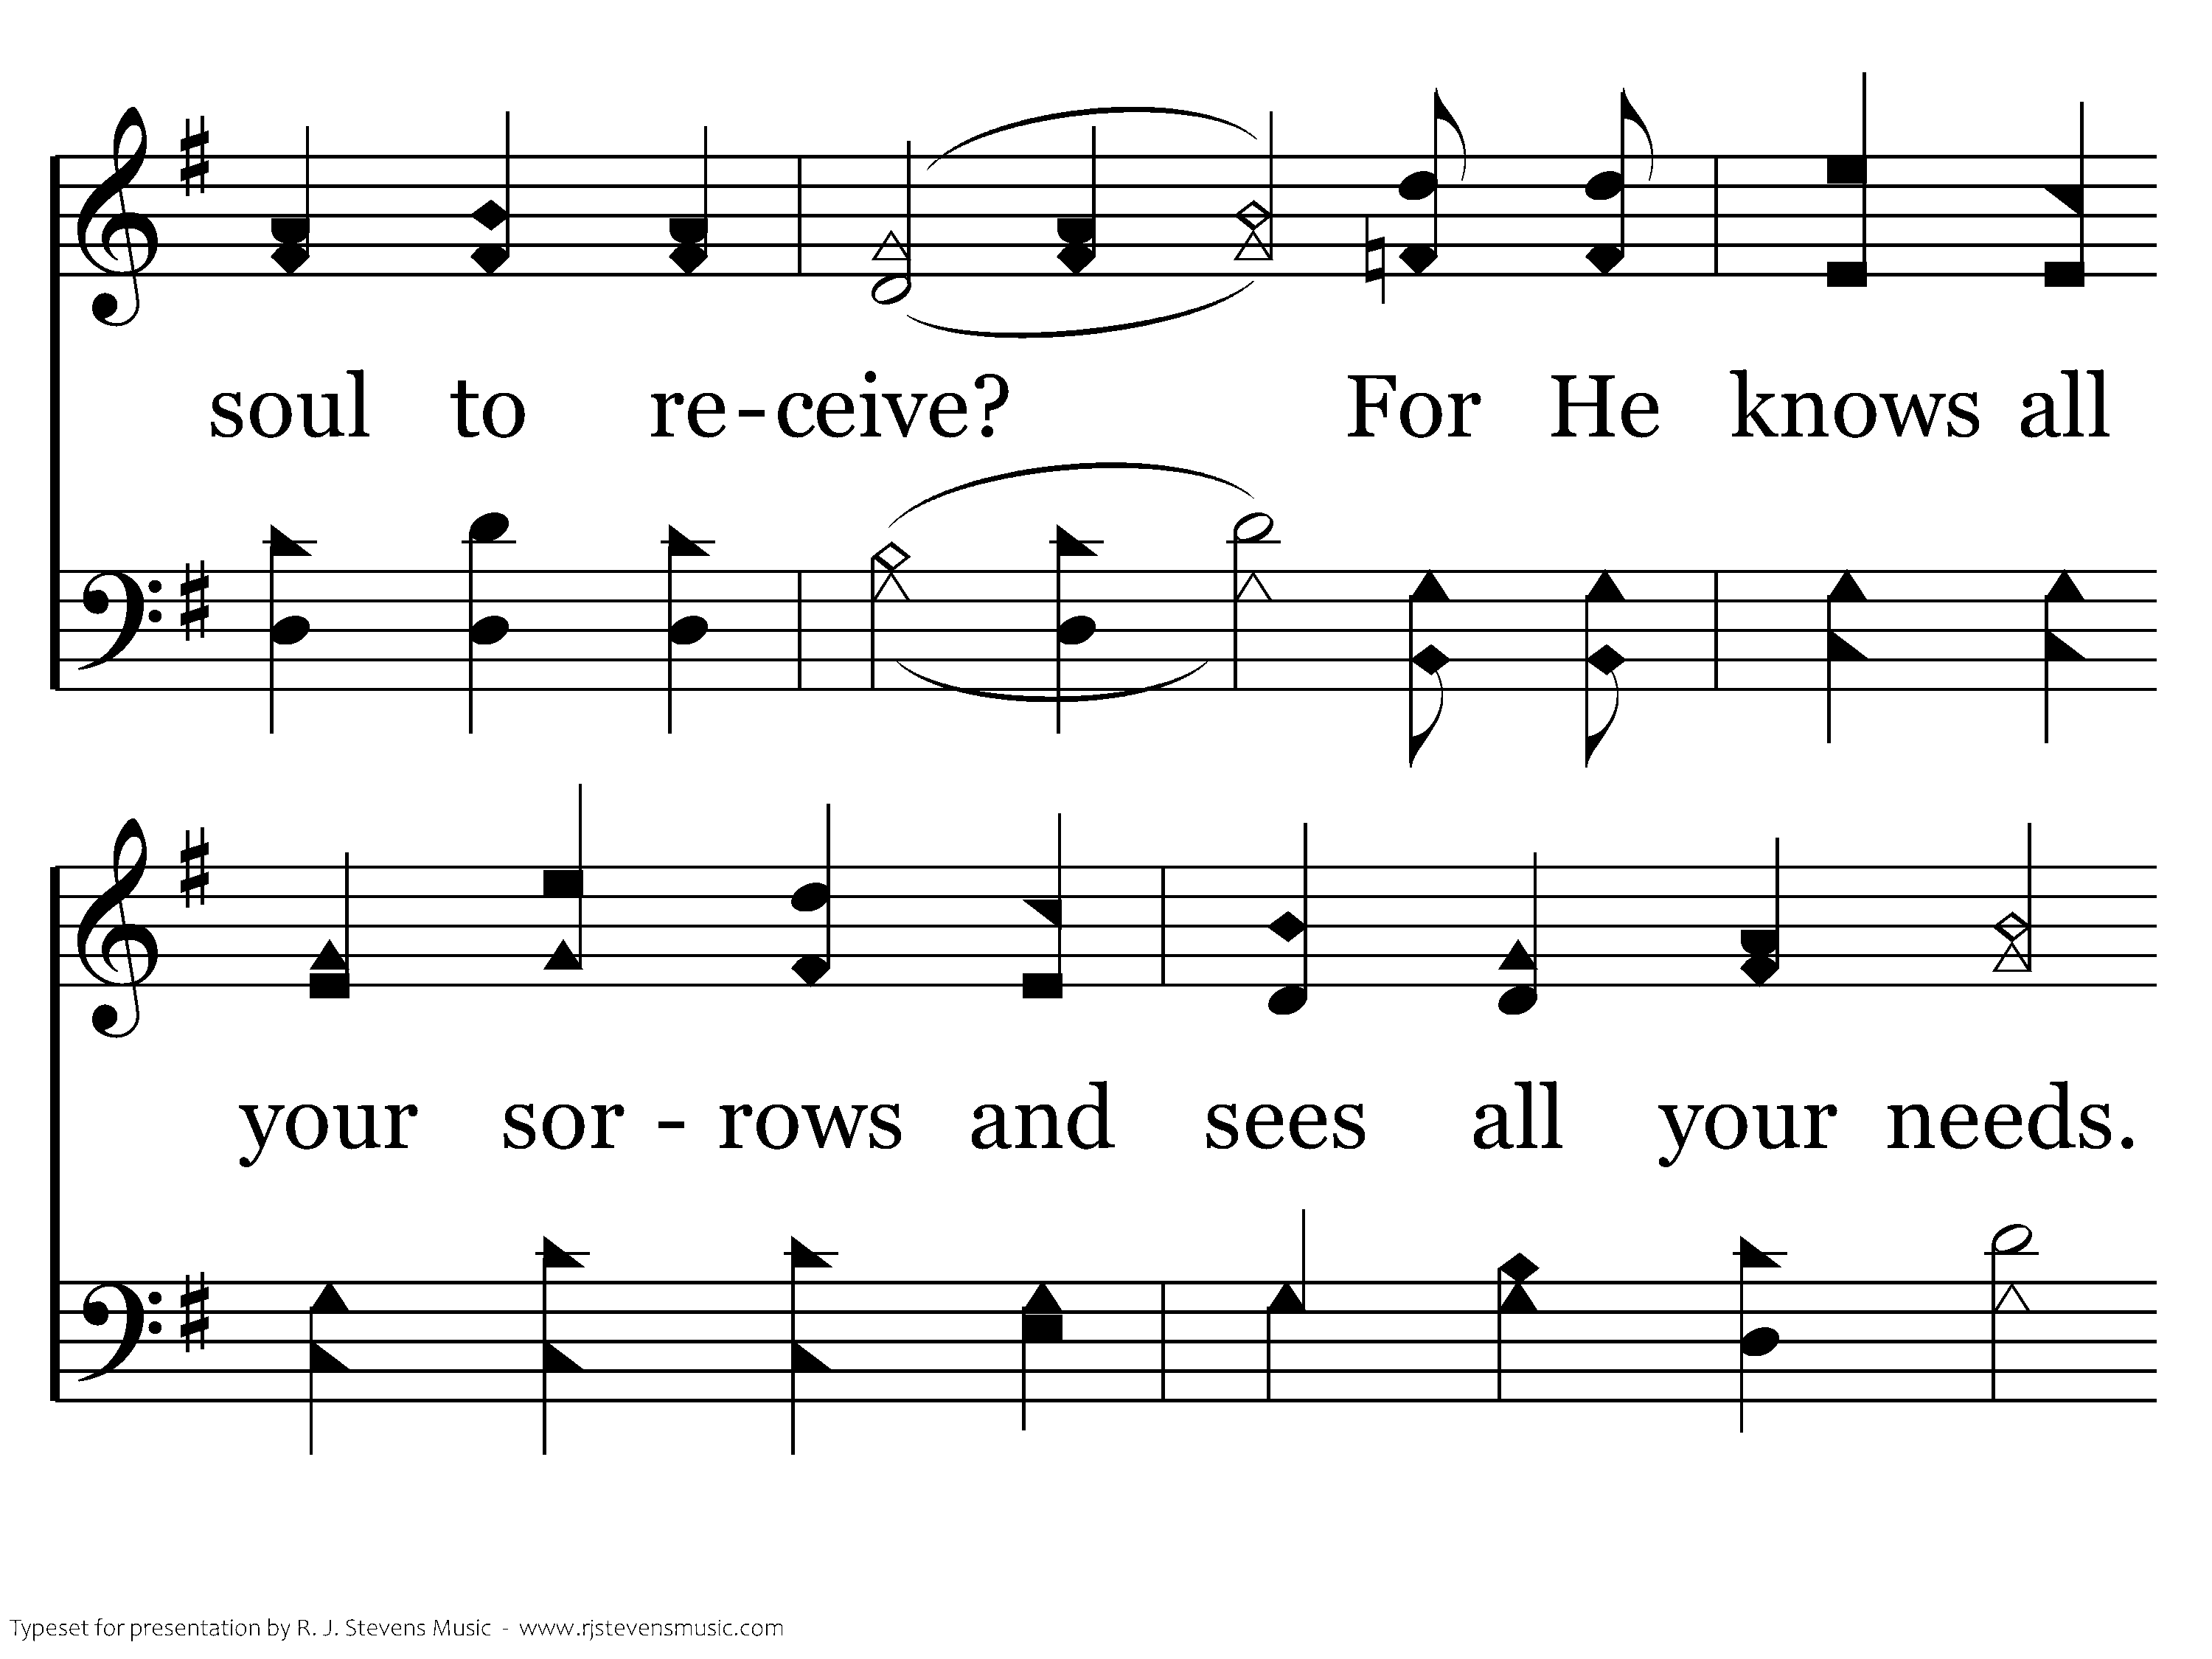 soul to re-ceive? For He knows all
your sor - rows and sees all your needs.
Typeset for presentation by R. J. Stevens Music - www.rjstevensmusic.com